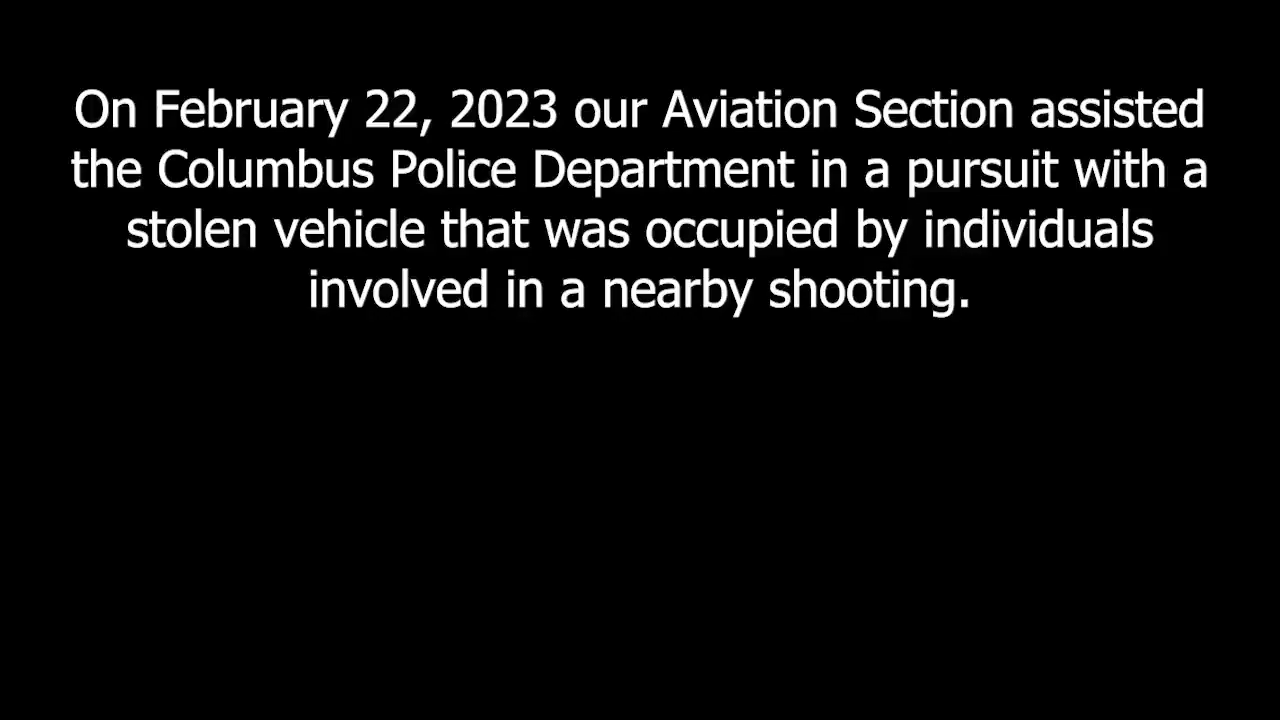 On February 22, 2023 our Aviation Section assisted
the Columbus Police Department in a pursuit with a
stolen vehicle that was occupied by individuals
involved in a nearby shooting.